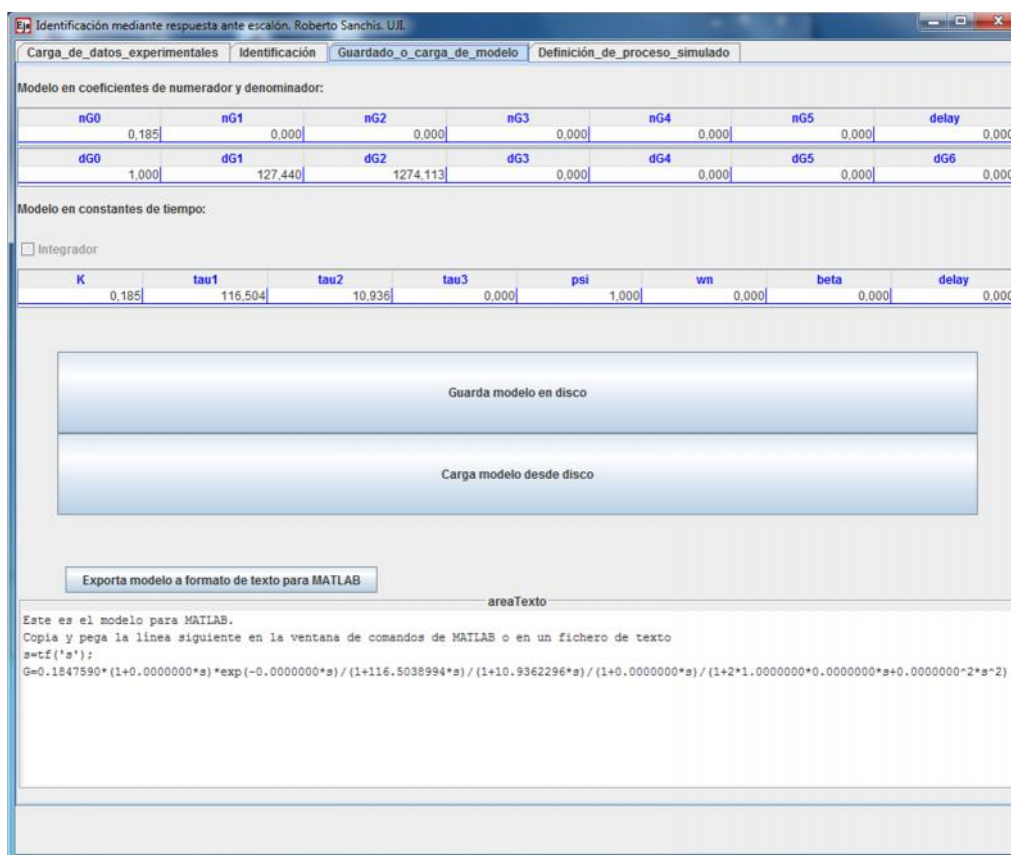 Ejs Identificación mediante respuesta ante escalón. Roberto Sanchis. UJI.
Carga_de_datos_experimentales Identificación Guardado_o_carga_de_modelo Definición_de_proceso_simulado
Modelo en coeficientes de numerador y denominador:
nG0 nG1 nG2 nG3 nG4 nG5 delay
0,185 0,000 0,000 0,000 0,000 0,000 0,000
dG0 dG1 dG2 dG3 dG4 dG5 dG6
1,000 127,440 1274,113 0,000 0,000 0,000 0,000
Modelo en constantes de tiempo:
Integrador
K tau1 tau2 tau3 psi wn beta delay
0,185 116,504 10,936 0,000 1,000 0,000 0,000 0,000
Guarda modelo en disco
Carga modelo desde disco
Exporta modelo a formato de texto para MATLAB
areaTexto
Este es el modelo para MATLAB.
Copia y pega la línea siguiente en la ventana de comandos de MATLAB o en un fichero de texto
s=tf('s');
G=0.1847590*(1+0.0000000*s)*exp(-0.0000000*s)/(1+116.5038994*s)/(1+10.9362296*s)/(1+0.0000000*s)/(1+2*1.0000000*0.0000000*s+0.0000000^2*s^2)